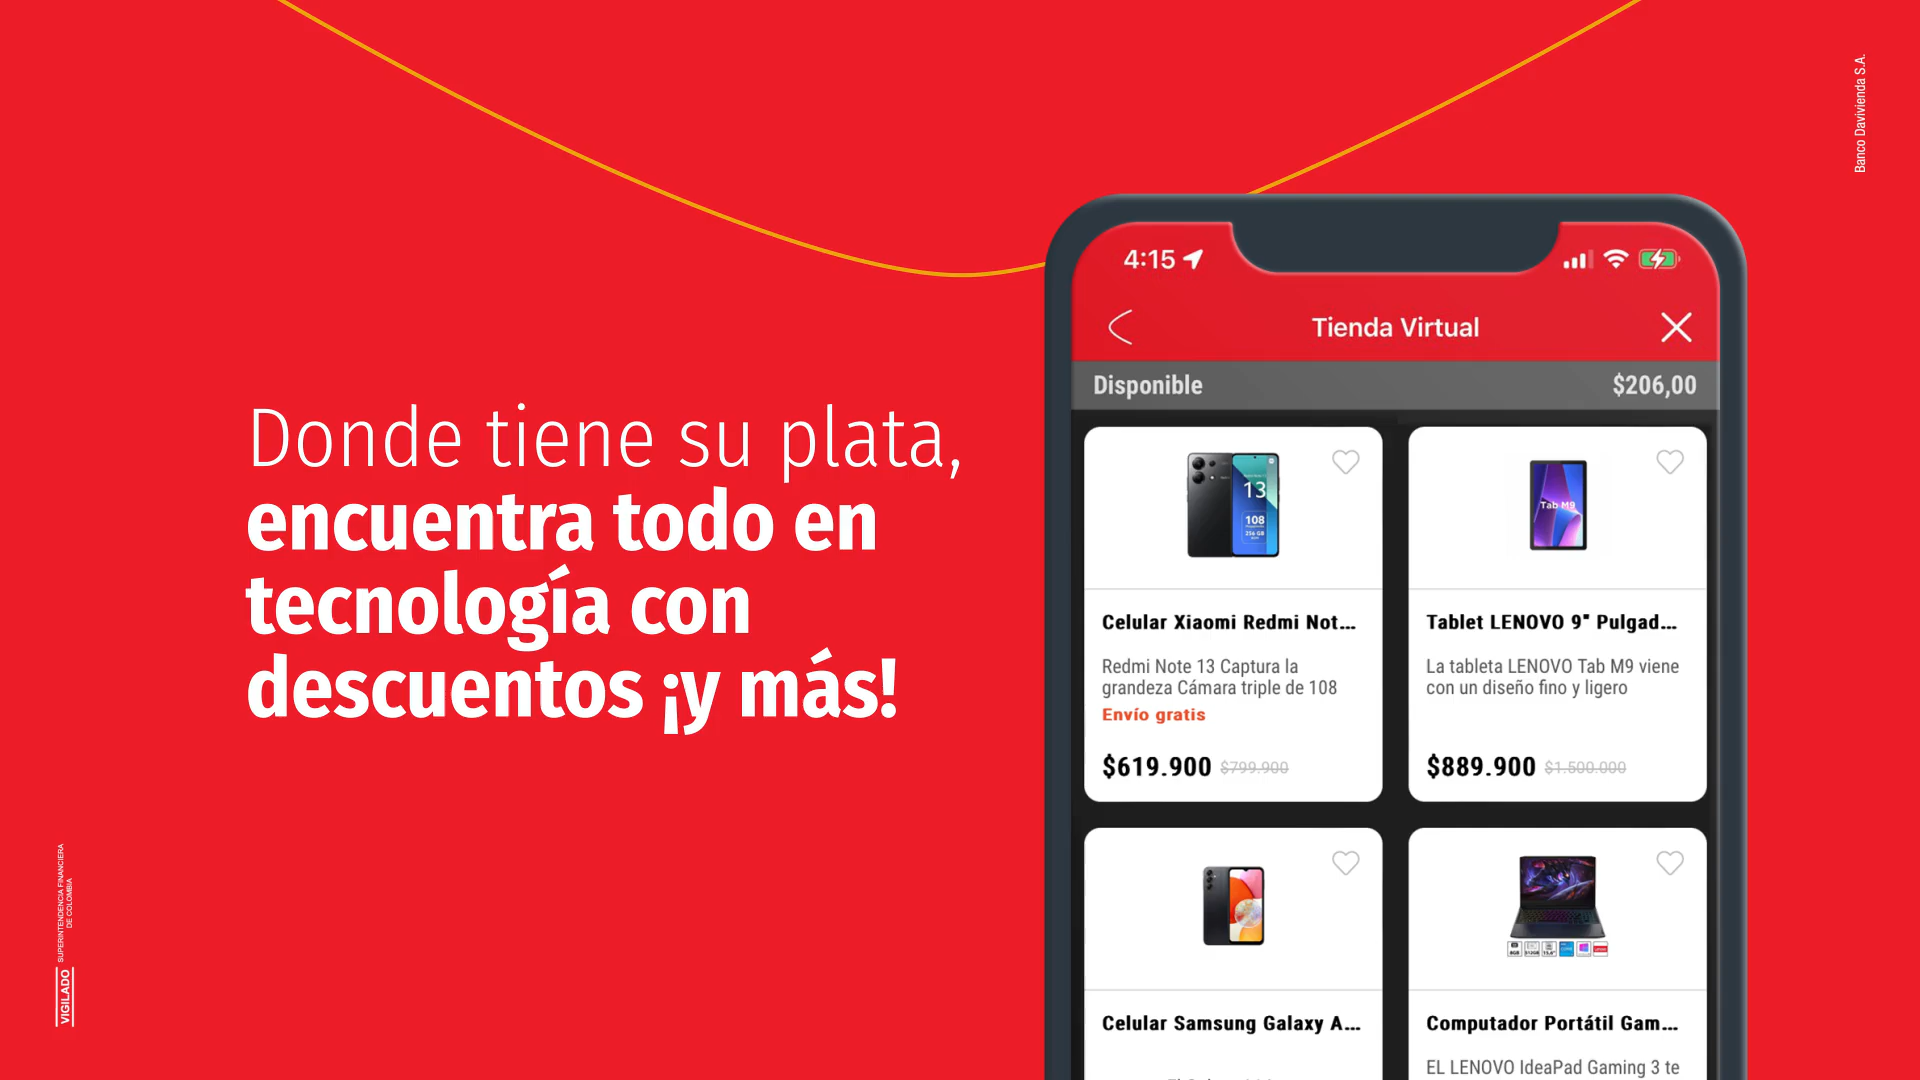 Banco Davivienda S.A.
4:15
Tienda Virtual
Disponible
$206,00
Donde tiene su plata,
encuentra todo en
tecnología con
descuentos ¡y más!
13
108
256 GB
Tab M9
Celular Xiaomi Redmi Not...
Redmi Note 13 Captura la
grandeza Cámara triple de 108
Envío gratis
$619.900 $799.900
Tablet LENOVO 9" Pulgad...
La tableta LENOVO Tab M9 viene
con un diseño fino y ligero
$889.900 $1.500.000
Celular Samsung Galaxy A...
Computador Portátil Gam...
EL LENOVO IdeaPad Gaming 3 te
VIGILADO
SUPERINTENDENCIA FINANCIERA
DE COLOMBIA